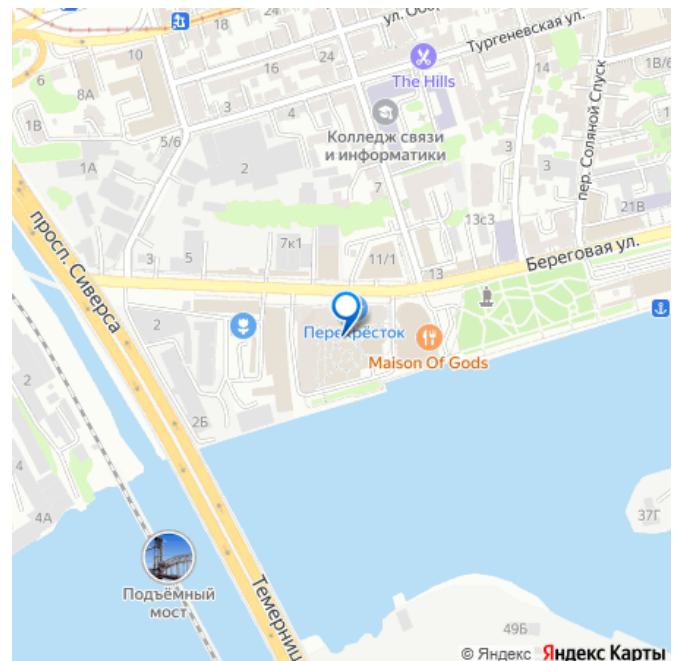 ул. Обо
Тургеневская ул.
16
10
26
14
1В/6
6
8А
The Hills
3
4
24
1В
5/6
Колледж связи
и информатики
пер. Соляной Спуск
1А
2
3
3
7
21В
13с3
просп. Сиверса
7к1
11/1
3
5
13
Береговая ул.
2
Перекрёсток
Maison Of Gods
2
2Б
4
4А
37Г
Подъёмный
мост
Темерниц
49Б
© Яндекс Яндекс Карты